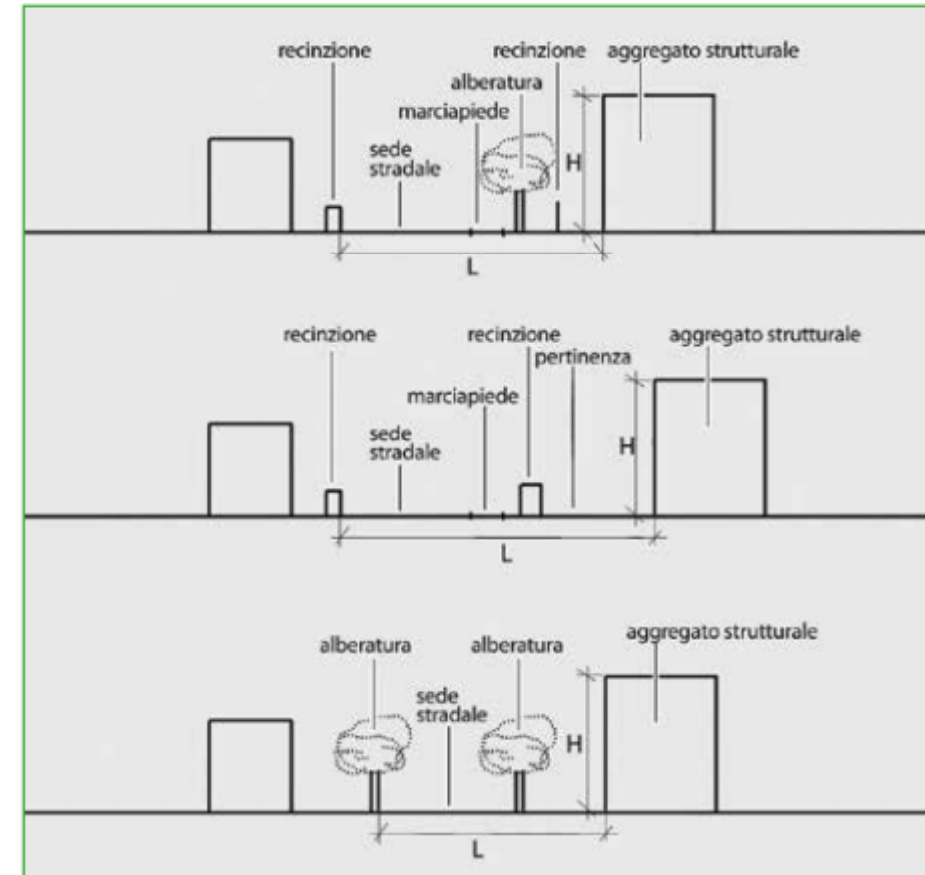 recinzione
recinzione
aggregato strutturale
alberatura
marciapiede
sede
stradale
H
L
recinzione
recinzione
aggregato strutturale
pertinenza
marciapiede
sede
stradale
H
L
alberatura
alberatura
aggregato strutturale
sede
stradale
H
L